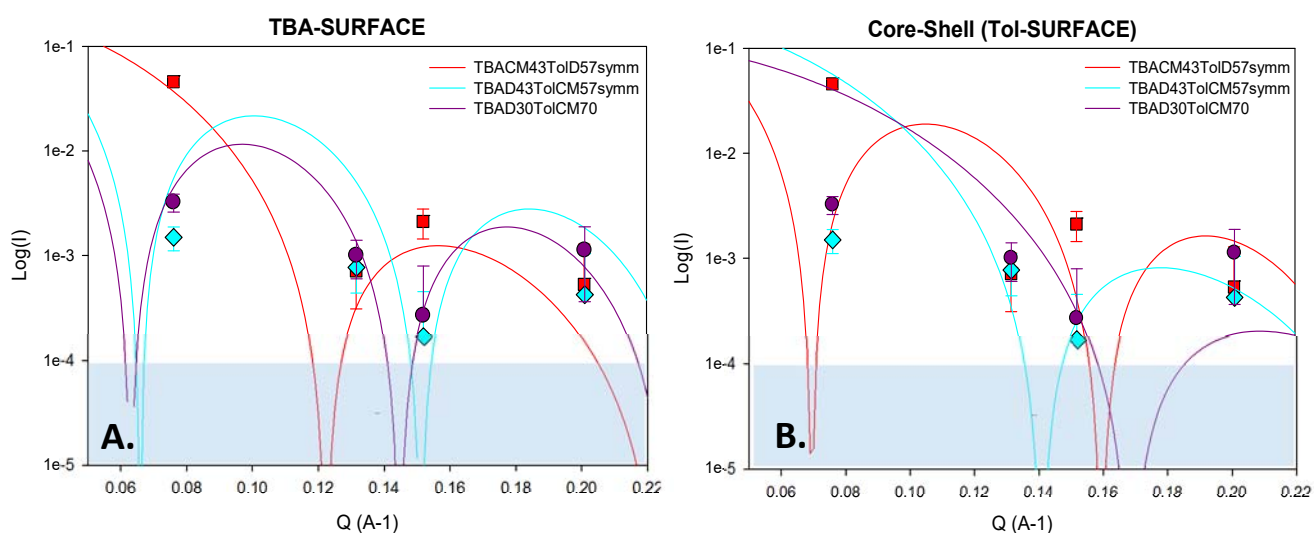 TBA-SURFACE
1e-1
1e-2
1e-3
1e-4
1e-5
Log(I)
TBACM43TolD57symm
TBAD43TolCM57symm
TBAD30TolCM70
A.
0.06 0.08 0.10 0.12 0.14 0.16 0.18 0.20 0.22
Q (A-1)
Core-Shell (Tol-SURFACE)
1e-1
1e-2
1e-3
1e-4
1e-5
Log(I)
TBACM43TolD57symm
TBAD43TolCM57symm
TBAD30TolCM70
B.
0.06 0.08 0.10 0.12 0.14 0.16 0.18 0.20 0.22
Q (A-1)